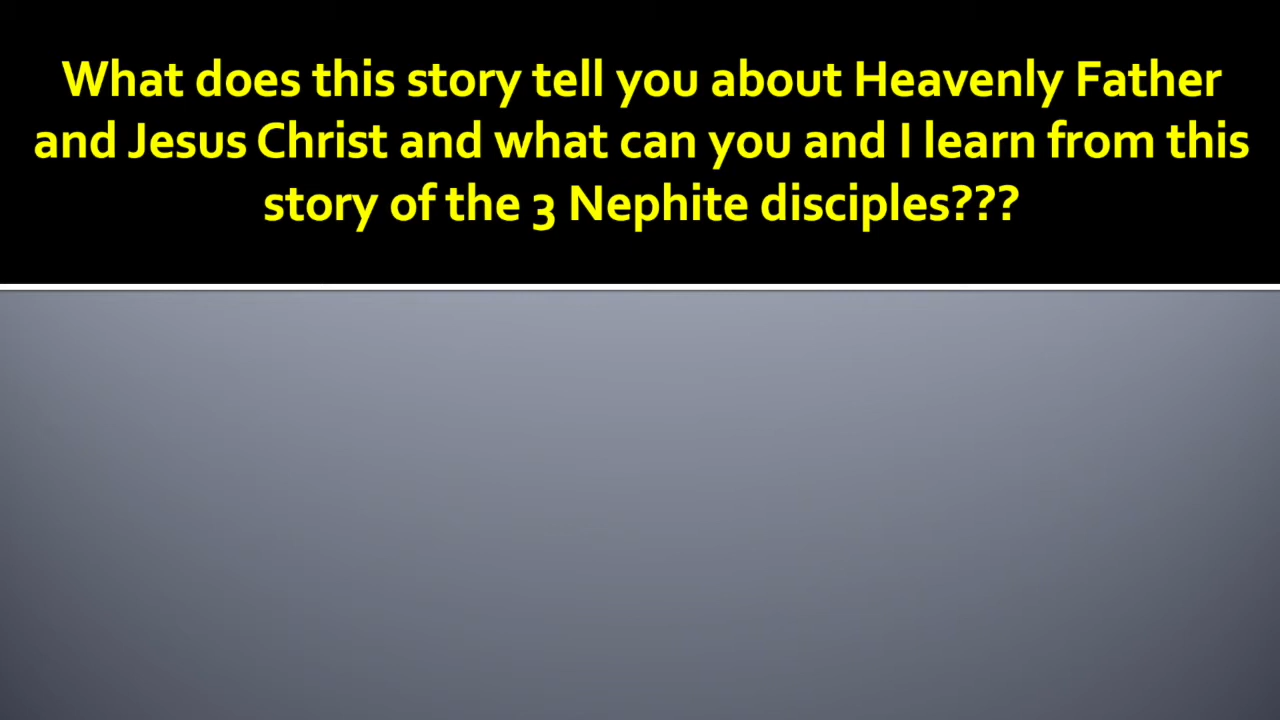 What does this story tell you about Heavenly Father
and Jesus Christ and what can you and I learn from this
story of the 3 Nephite disciples???